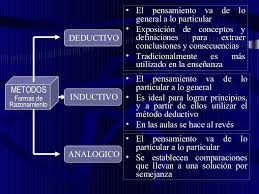 METODOS
Formas de
Razonamiento
DEDUCTIVO
• El pensamiento va de lo
general a lo particular
• Exposición de conceptos y
definiciones para extraer
conclusiones y consecuencias
• Tradicionalmente es más
utilizado en la enseñanza
INDUCTIVO
• El pensamiento va de lo
particular a lo general
• Es ideal para lograr principios,
y a partir de ellos utilizar el
método deductivo
• En las aulas se hace al revés
ANALOGICO
• El pensamiento va de lo
particular a lo particular
• Se establecen comparaciones
que llevan a una solución por
semejanza